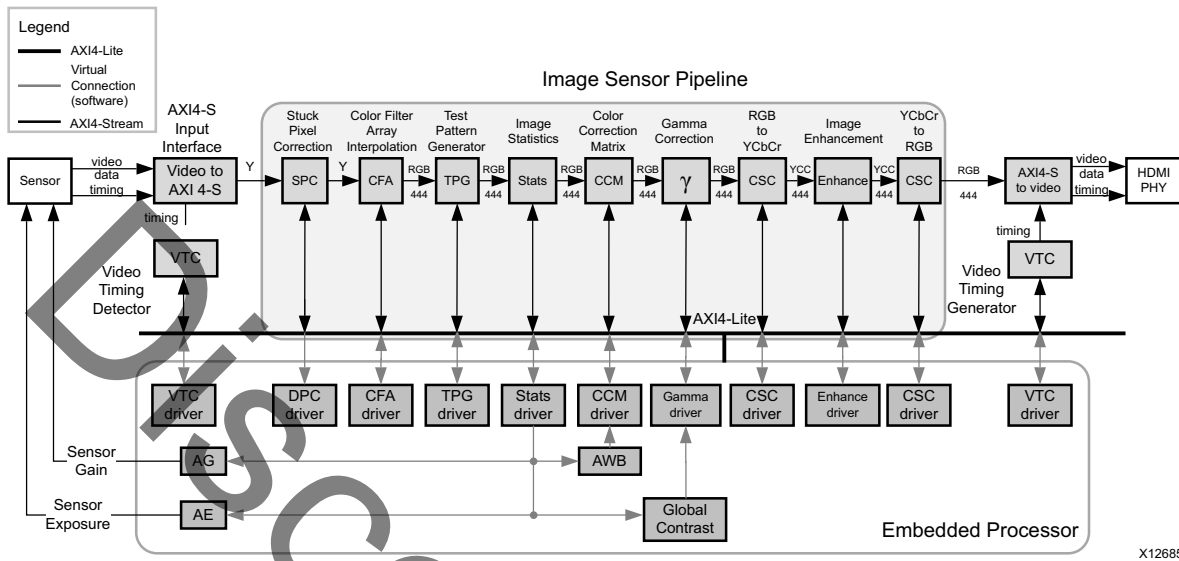 Legend
AXI4-Lite
Virtual
Connection
(software)
AXI4-Stream
Image Sensor Pipeline
AXI4-S
Input
Interface
Stuck
Pixel
Correction
Color Filter
Array
Interpolation
Test
Pattern
Generator
Image
Statistics
Color
Correction
Matrix
Gamma
Correction
RGB
to
YCbCr
Image
Enhancement
YCbCr
to
RGB
Sensor
video
data
timing
Video to
AXI 4-S
Y
SPC
Y
CFA
RGB
444
TPG
RGB
444
Stats
RGB
444
CCM
RGB
444
γ
RGB
444
CSC
YCC
444
Enhance
YCC
444
CSC
RGB
444
AXI4-S
to video
video
data
timing
HDMI
PHY
timing
VTC
Video
Timing
Detector
timing
VTC
Video
Timing
Generator
AXI4-Lite
VTC
driver
DPC
driver
CFA
driver
TPG
driver
Stats
driver
CCM
driver
Gamma
driver
CSC
driver
Enhance
driver
CSC
driver
VTC
driver
Sensor
Gain
AG
AWB
Sensor
Exposure
AE
Global
Contrast
Embedded Processor
X12685
Disc